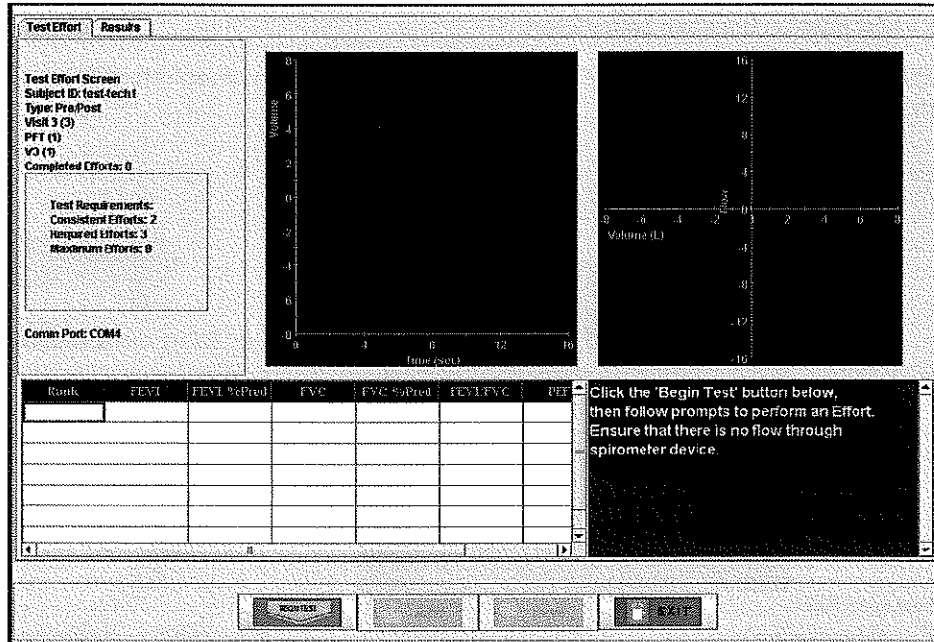 Test Effort Results
Test Effort Screen
Subject ID: test-tech1
Type: Pre/Post
Visit 3 (3)
PFT (1)
V3 (1)
Completed Efforts: 0
Test Requirements:
Consistent Efforts: 2
Required Efforts: 3
Maximum Efforts: 8
Comm Port: COM4
8
6
4
2
0
-4
6
-8
Volume
0 4 8 12 16
Time (sec)
16
12
8
4
0
-4
-8
-12
-16
Flow
-8 -6 -4 -2 0 2 4 6 8
Volume (L)
Rank FEV1 FEV1 %Pred FVC FVC %Pred FEV1/FVC PEF
Click the 'Begin Test' button below,
then follow prompts to perform an Effort.
Ensure that there is no flow through
spirometer device.
BEGIN TEST EXIT